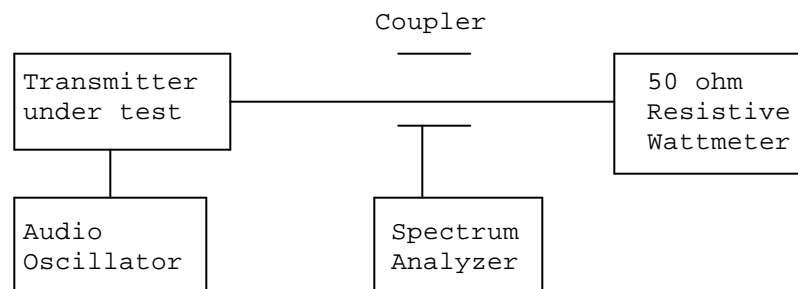 Coupler
Transmitter
under test
50 ohm
Resistive
Wattmeter
Audio
Oscillator
Spectrum
Analyzer